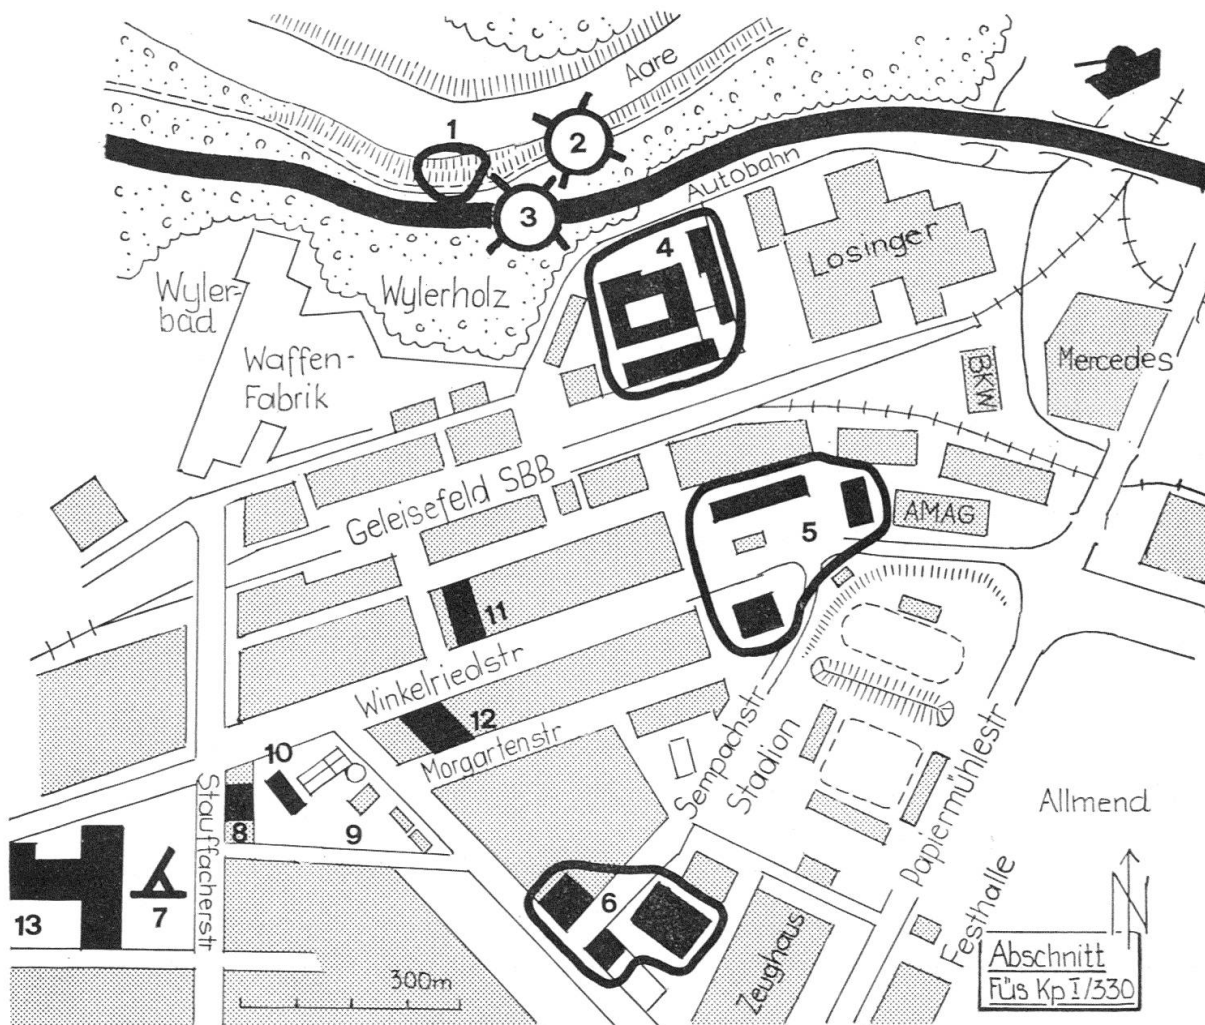 Aare
1
2
3
Autobahn
4
Losinger
Wyler-
bad
Wylerholz
Waffen-
Fabrik
BKW
Mercedes
Geleisefeld SBB
5
AMAG
11
Winkelriedstr
12
Morgartenstr
10
Sempachstr
Stadion
Papiermühlestr
Allmend
Stauffacherstr
8
9
13
7
6
Zeughaus
Festhalle
N
300m
Abschnitt
Füs Kp I/330